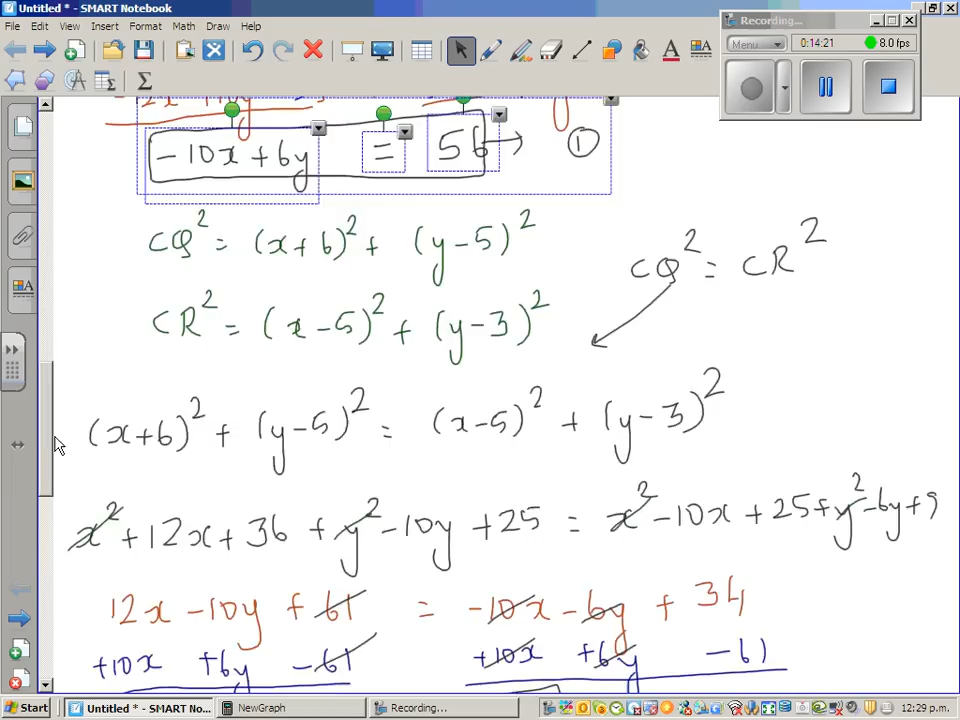 Untitled * - SMART Notebook
File Edit View Insert Format Math Draw Help
Recording...
Menu 0:14:21 8.0 fps
-10x + 6y = 56 → ①
CQ² = (x+6)² + (y-5)²
CQ² = CR²
CR² = (x-5)² + (y-3)²
(x+6)² + (y-5)² = (x-5)² + (y-3)²
x² + 12x + 36 + y² - 10y + 25 = x² - 10x + 25 + y² - 6y + 9
12x - 10y + 61 = -10x - 6y + 34
+10x +6y -61 +10x +6y -61
Start Untitled * - SMART No... NewGraph Recording... 12:29 p.m.